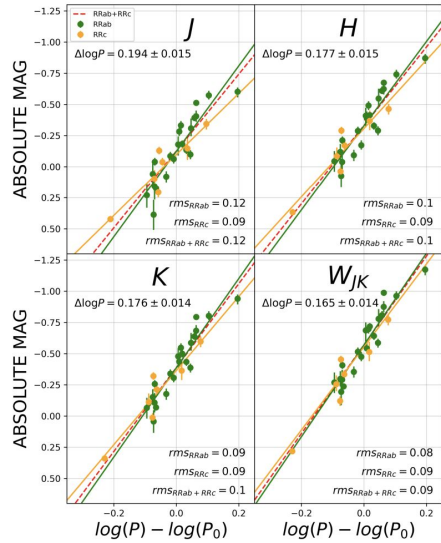 J
RRab+RRc
RRab
RRc
ΔlogP = 0.194 ± 0.015
rms_RRab = 0.12
rms_RRc = 0.09
rms_RRab + RRc = 0.12
H
ΔlogP = 0.177 ± 0.015
rms_RRab = 0.1
rms_RRc = 0.09
rms_RRab + RRc = 0.1
ABSOLUTE MAG
−1.25
−1.00
−0.75
−0.50
−0.25
0.00
0.25
0.50
K
ΔlogP = 0.176 ± 0.014
rms_RRab = 0.09
rms_RRc = 0.09
rms_RRab + RRc = 0.1
W_JK
ΔlogP = 0.165 ± 0.014
rms_RRab = 0.08
rms_RRc = 0.09
rms_RRab + RRc = 0.09
ABSOLUTE MAG
−1.25
−1.00
−0.75
−0.50
−0.25
0.00
0.25
0.50
−0.2 0.0 0.2
−0.2 0.0 0.2
log(P) − log(P₀)
log(P) − log(P₀)